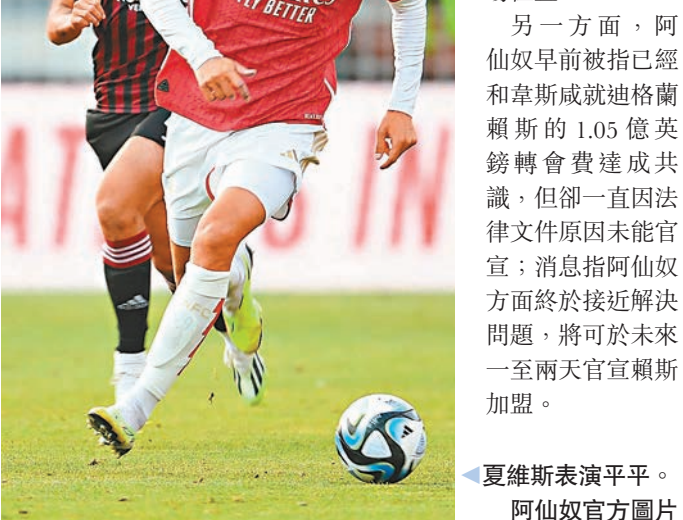 FLY BETTER
另一方面，阿
仙奴早前被指已經
和韋斯咸就迪格蘭
賴斯的 1.05 億英
鎊轉會費達成共
識，但卻一直因法
律文件原因未能官
宣；消息指阿仙奴
方面終於接近解決
問題，將可於未來
一至兩天官宣賴斯
加盟。
◀夏維斯表演平平。
阿仙奴官方圖片